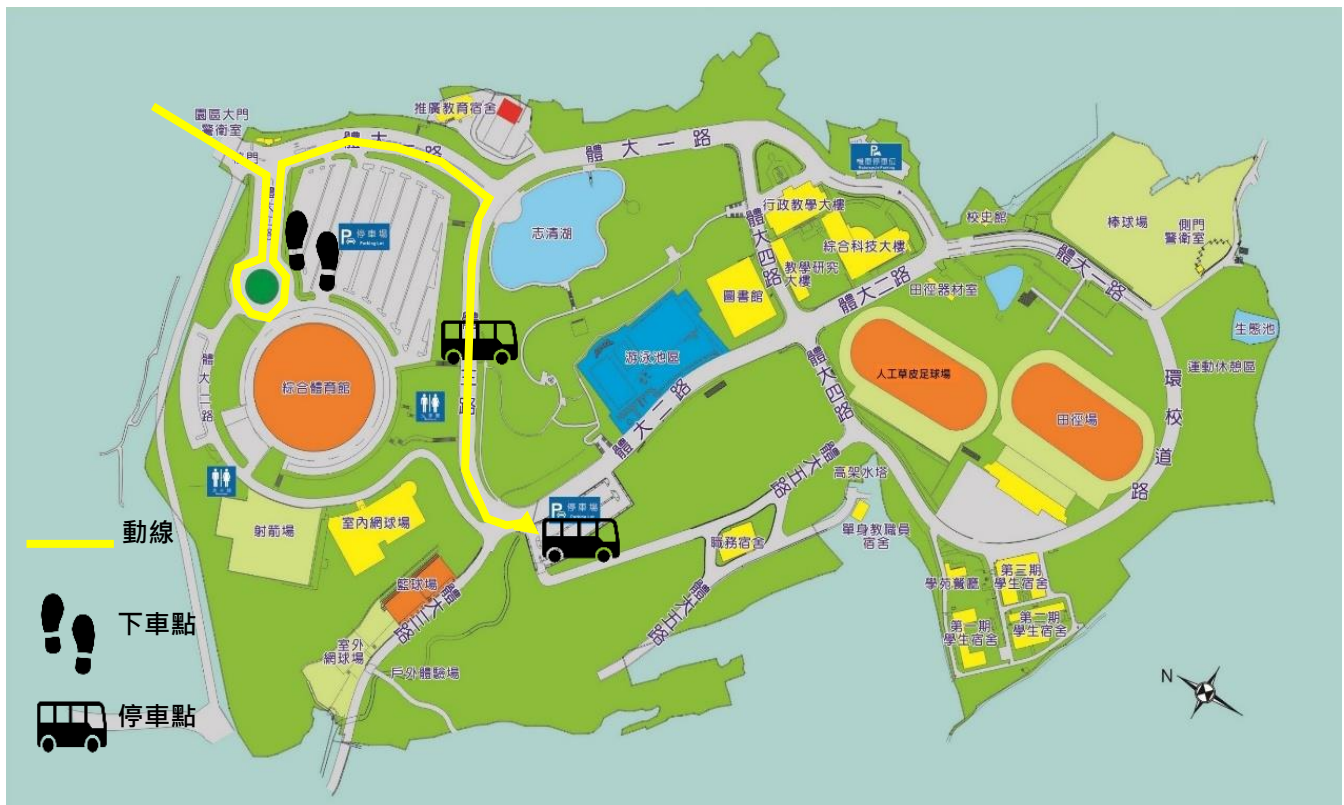 園區大門
警衛室
推廣教育宿舍
體大一路
體大一路
P 停車場
Parking Lot
志清湖
行政教學大樓
綜合科技大樓
教學研究
大樓
體大四路
圖書館
體大二路
游泳池區
校史館
棒球場
側門
警衛室
體大一路
田徑器材室
生態池
運動休憩區
環校道路
人工草皮足球場
田徑場
體大四路
體大二路
綜合體育館
體大二路
射箭場
室內網球場
籃球場
體大三路
室外
網球場
戶外體驗場
P 停車場
體大五路
高架水塔
單身教職員
宿舍
職務宿舍
體大五路
學苑餐廳
第三期
學生宿舍
第一期
學生宿舍
第二期
學生宿舍
N
動線
下車點
停車點